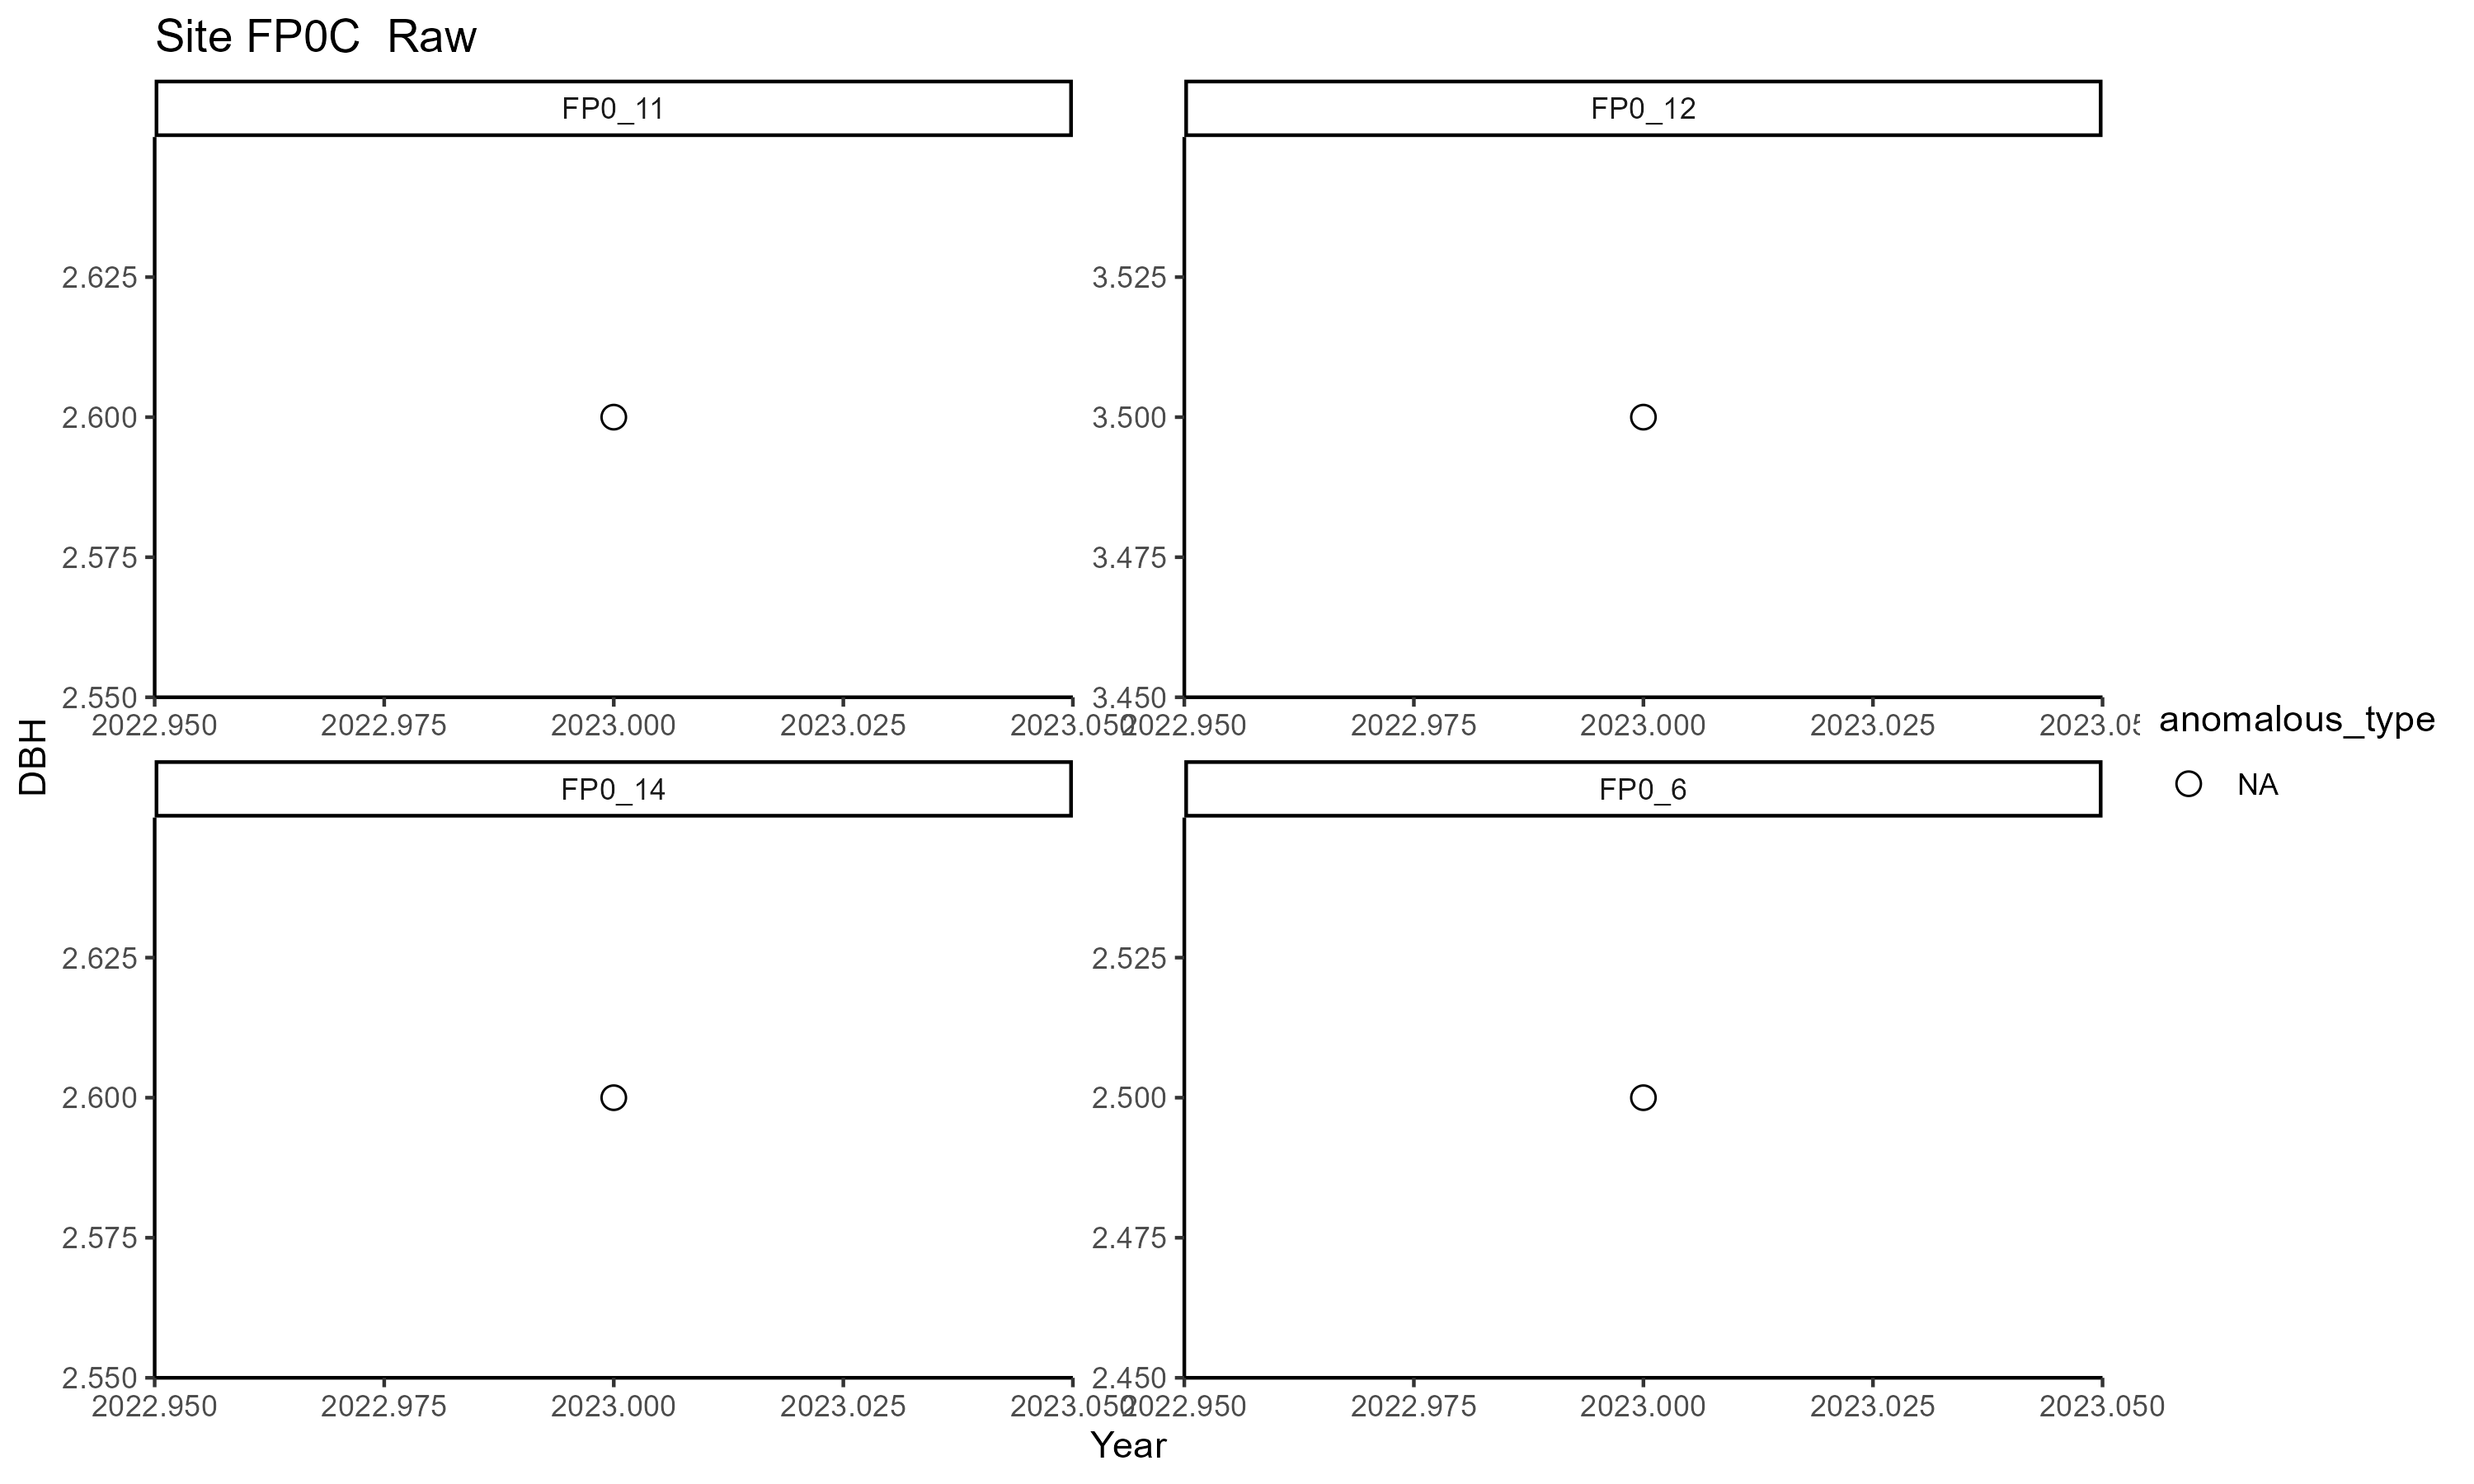 Site FP0C  Raw
FP0_11
2.625
2.600
2.575
2.550
2022.950 2022.975 2023.000 2023.025 2023.050
FP0_12
3.525
3.500
3.475
3.450
2022.950 2022.975 2023.000 2023.025 2023.05
DBH
FP0_14
2.625
2.600
2.575
2.550
2022.950 2022.975 2023.000 2023.025 2023.050
FP0_6
2.525
2.500
2.475
2.450
2022.950 2022.975 2023.000 2023.025 2023.050
Year
anomalous_type
NA